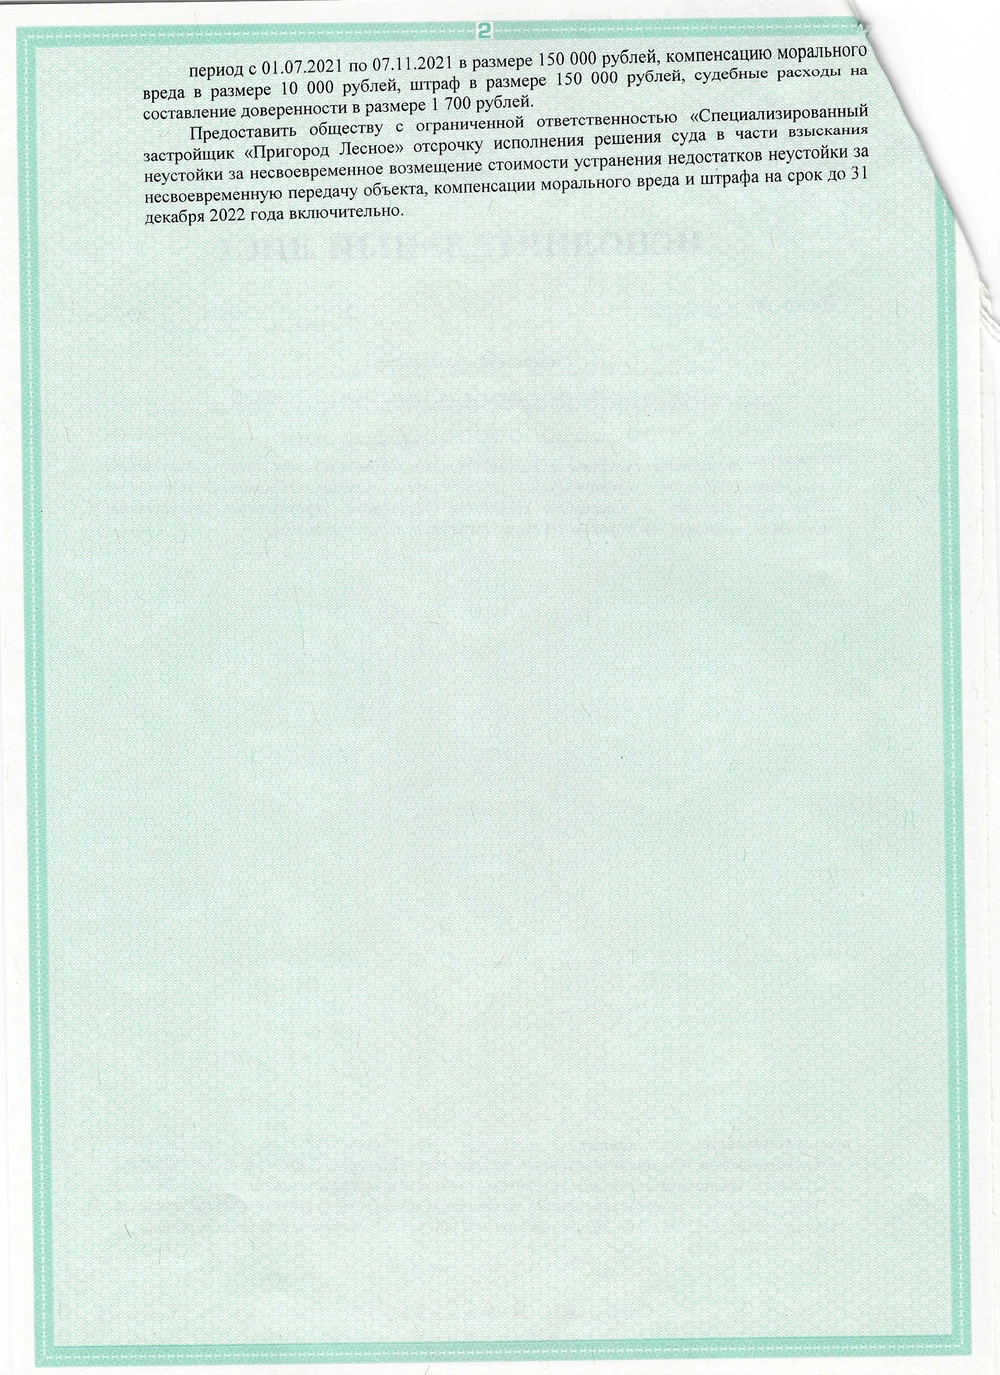 2
период с 01.07.2021 по 07.11.2021 в размере 150 000 рублей, компенсацию морального
вреда в размере 10 000 рублей, штраф в размере 150 000 рублей, судебные расходы на
составление доверенности в размере 1 700 рублей.
Предоставить обществу с ограниченной ответственностью «Специализированный
застройщик «Пригород Лесное» отсрочку исполнения решения суда в части взыскания
неустойки за несвоевременное возмещение стоимости устранения недостатков неустойки за
несвоевременную передачу объекта, компенсации морального вреда и штрафа на срок до 31
декабря 2022 года включительно.